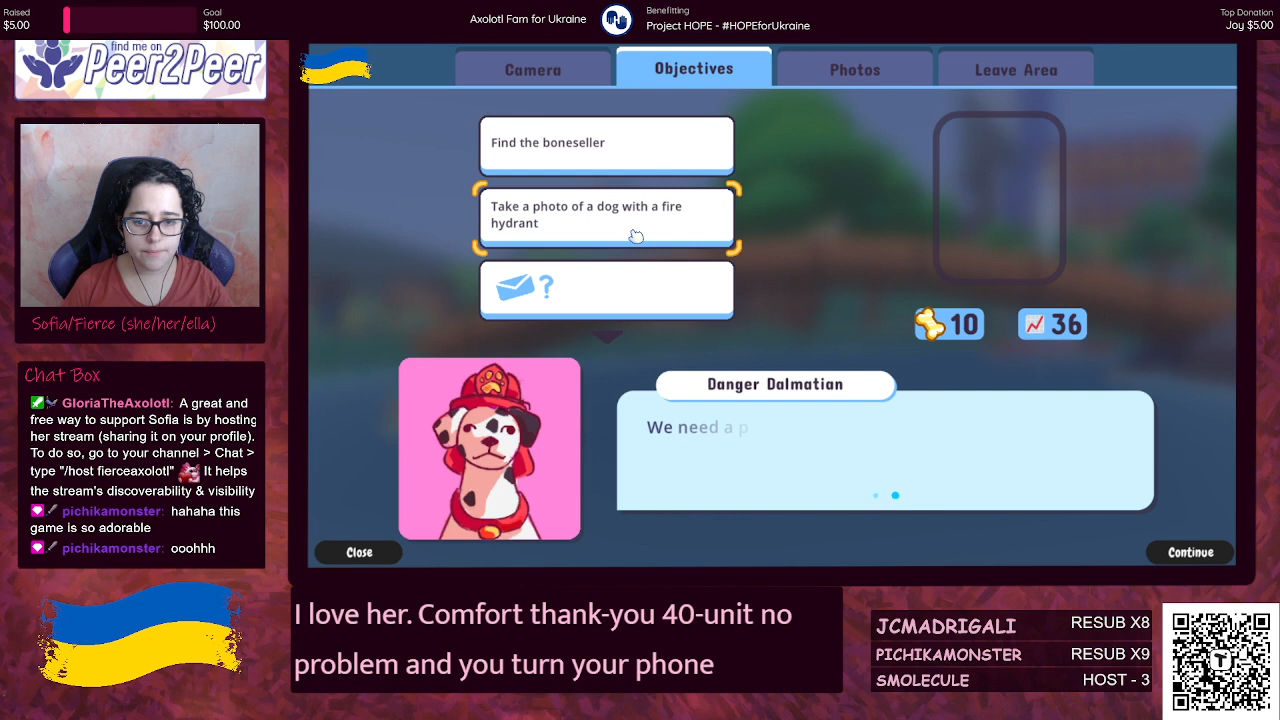 Raised
$5.00
Goal
$100.00
Axolotl Fam for Ukraine
Benefitting
Project HOPE - #HOPEforUkraine
Top Donation
Joy $5.00
find me on
Peer2Peer
Sofia/Fierce (she/her/ella)
Chat Box
GloriaTheAxolotl: A great and
free way to support Sofia is by hosting
her stream (sharing it on your profile).
To do so, go to your channel > Chat >
type "/host fierceaxolotl" It helps
the stream's discoverability & visibility
pichikamonster: hahaha this
game is so adorable
pichikamonster: ooohhh
Camera
Objectives
Photos
Leave Area
Find the boneseller
Take a photo of a dog with a fire
hydrant
?
10
36
Danger Dalmatian
We need a p
Close
Continue
I love her. Comfort thank-you 40-unit no
problem and you turn your phone
JCMADRIGALI RESUB X8
PICHIKAMONSTER RESUB X9
SMOLECULE HOST - 3
T